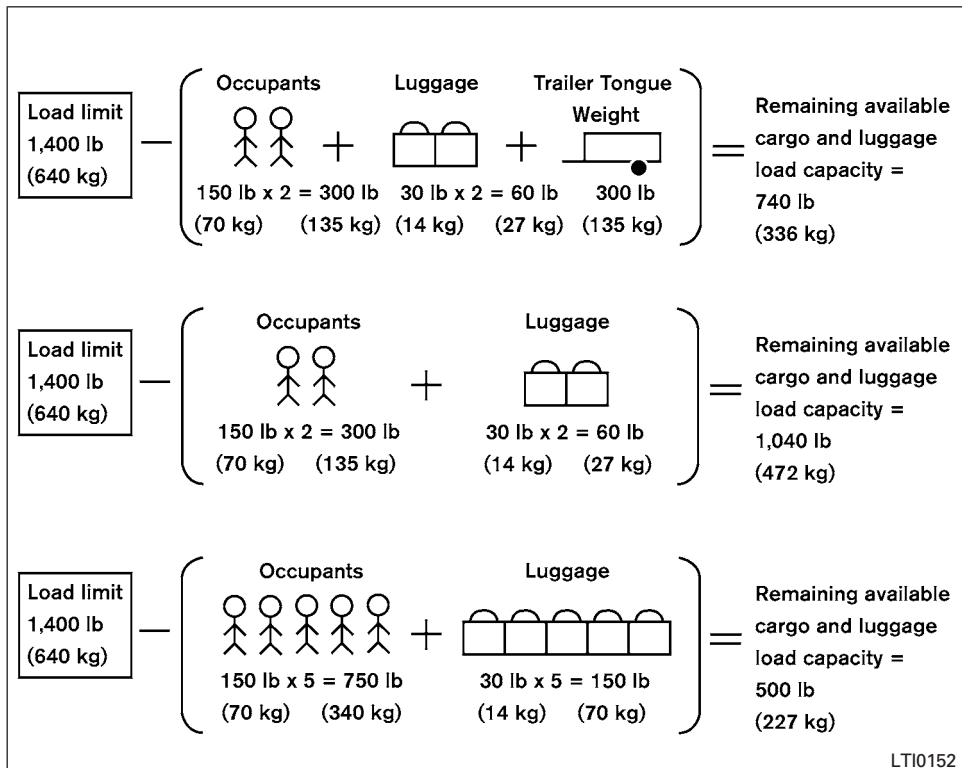 Load limit
1,400 lb
(640 kg)
Occupants
150 lb x 2 = 300 lb
(70 kg) (135 kg)
Luggage
30 lb x 2 = 60 lb
(14 kg) (27 kg)
Trailer Tongue
Weight
300 lb
(135 kg)
Remaining available
cargo and luggage
load capacity =
740 lb
(336 kg)
Load limit
1,400 lb
(640 kg)
Occupants
150 lb x 2 = 300 lb
(70 kg) (135 kg)
Luggage
30 lb x 2 = 60 lb
(14 kg) (27 kg)
Remaining available
cargo and luggage
load capacity =
1,040 lb
(472 kg)
Load limit
1,400 lb
(640 kg)
Occupants
150 lb x 5 = 750 lb
(70 kg) (340 kg)
Luggage
30 lb x 5 = 150 lb
(14 kg) (70 kg)
Remaining available
cargo and luggage
load capacity =
500 lb
(227 kg)
LTI0152